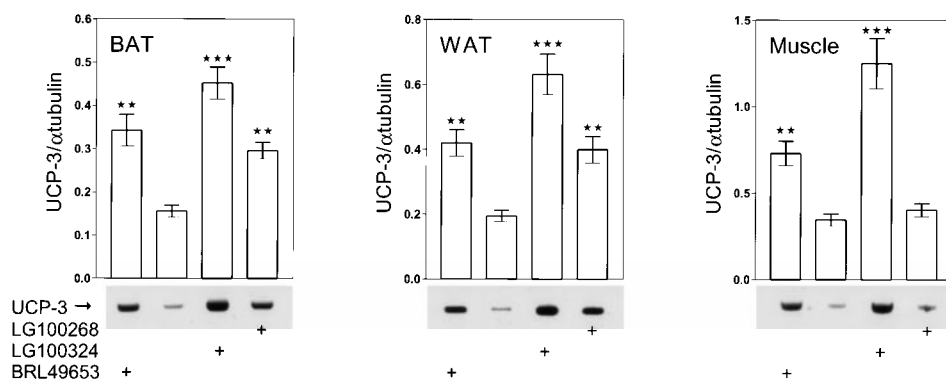 BAT
WAT
Muscle
UCP-3/αtubulin
0.6
0.5
0.4
0.3
0.2
0.1
0.0
★★
★★★
★★
UCP-3/αtubulin
0.8
0.6
0.4
0.2
0.0
★★
★★★
★★
UCP-3/αtubulin
1.5
1.0
0.5
0.0
★★
★★★
UCP-3 →
LG100268 + + +
LG100324 + + +
BRL49653 + + +